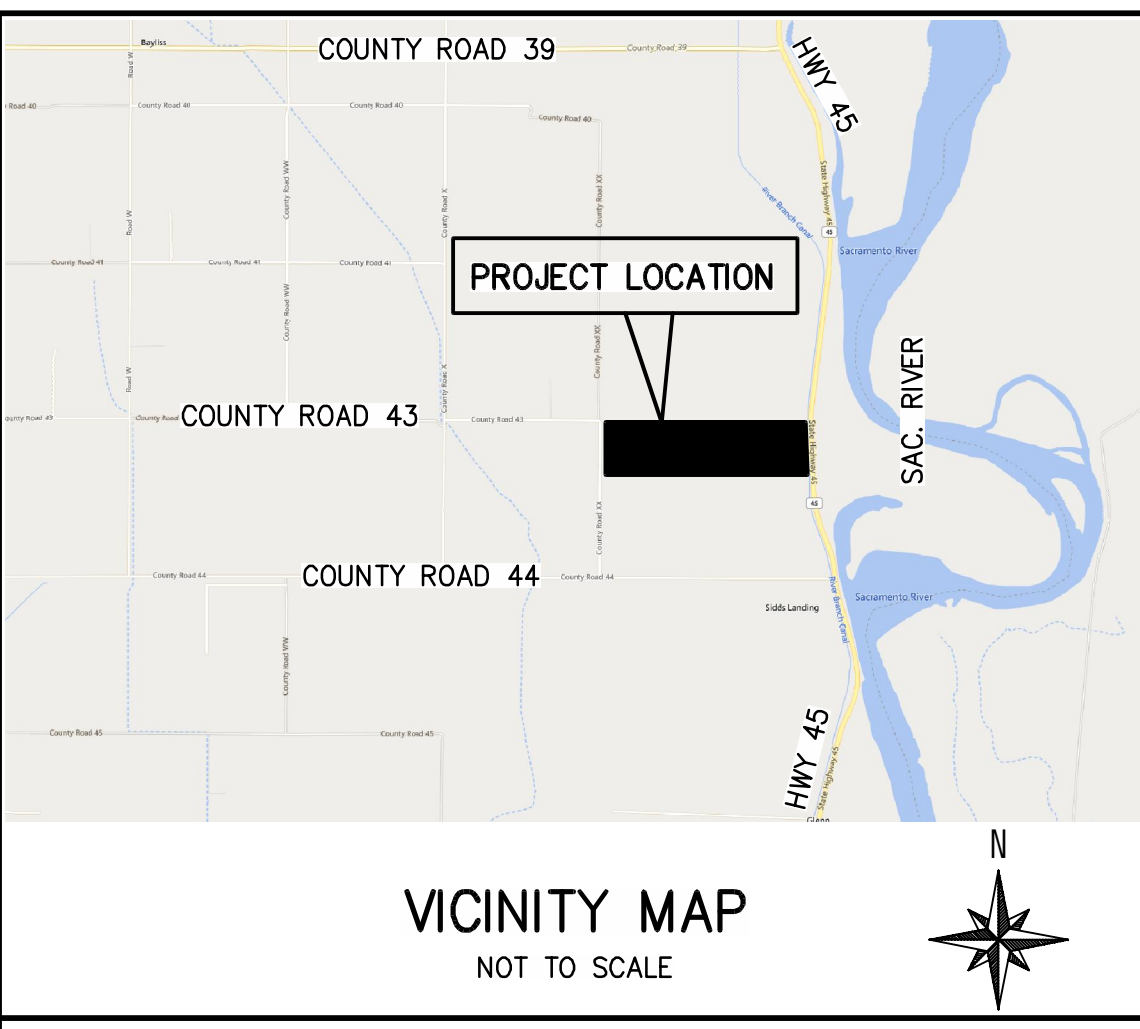 Bayliss
COUNTY ROAD 39
County Road 39
HWY 45
Road W
Road 40
County Road 40
County Road 40
County Road 40
County Road WW
County Road X
County Road XX
State Highway 45
River Branch Canal
Road W
45
Sacramento River
County Road 41
County Road 41
County Road 41
PROJECT LOCATION
County Road WW
County Road XX
SAC. RIVER
Road W
County Road X
County Road 43
County Road
COUNTY ROAD 43
County Road 43
State Highway 45
45
County Road XX
County Road 44
COUNTY ROAD 44
County Road 44
Sidds Landing
River Branch Canal
Sacramento River
County Road WW
County Road 45
County Road 45
HWY 45
State Highway 45
Glenn
VICINITY MAP
NOT TO SCALE
N